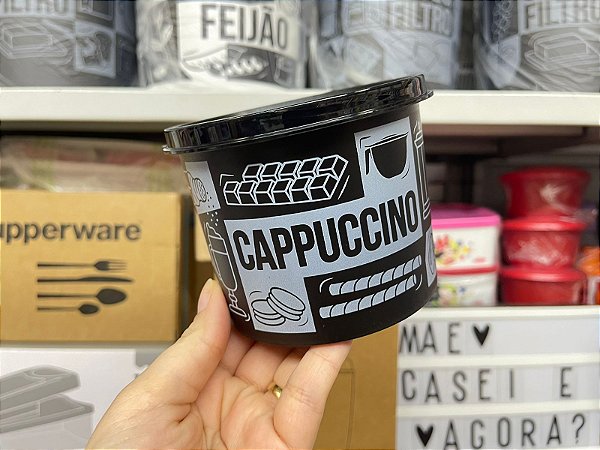 FILTRO
FEIJÃO
FILTRO
CAPPUCCINO
upperware
MAE♥
CASEI E
♥AGORA?